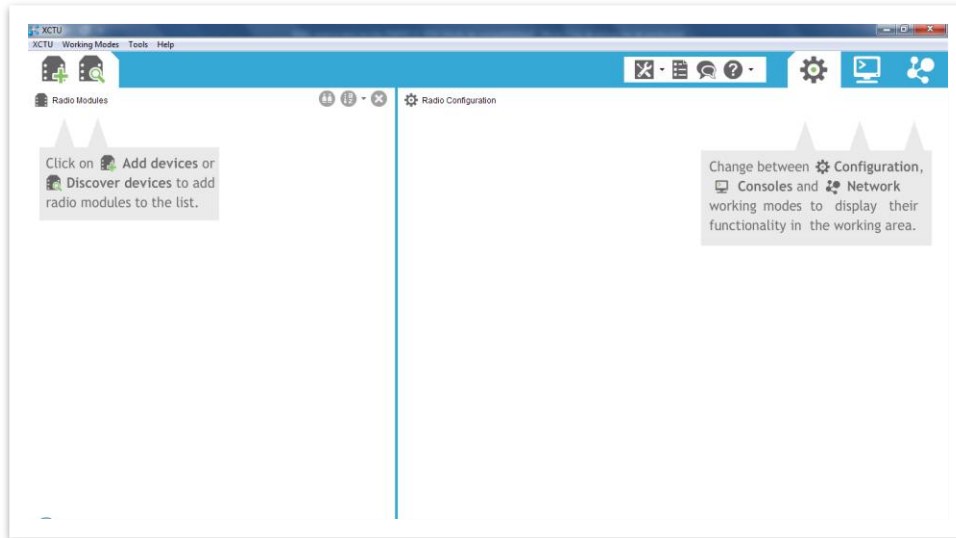 XCTU
XCTU Working Modes Tools Help
Radio Modules
Radio Configuration
Click on Add devices or
Discover devices to add
radio modules to the list.
Change between Configuration,
Consoles and Network
working modes to display their
functionality in the working area.